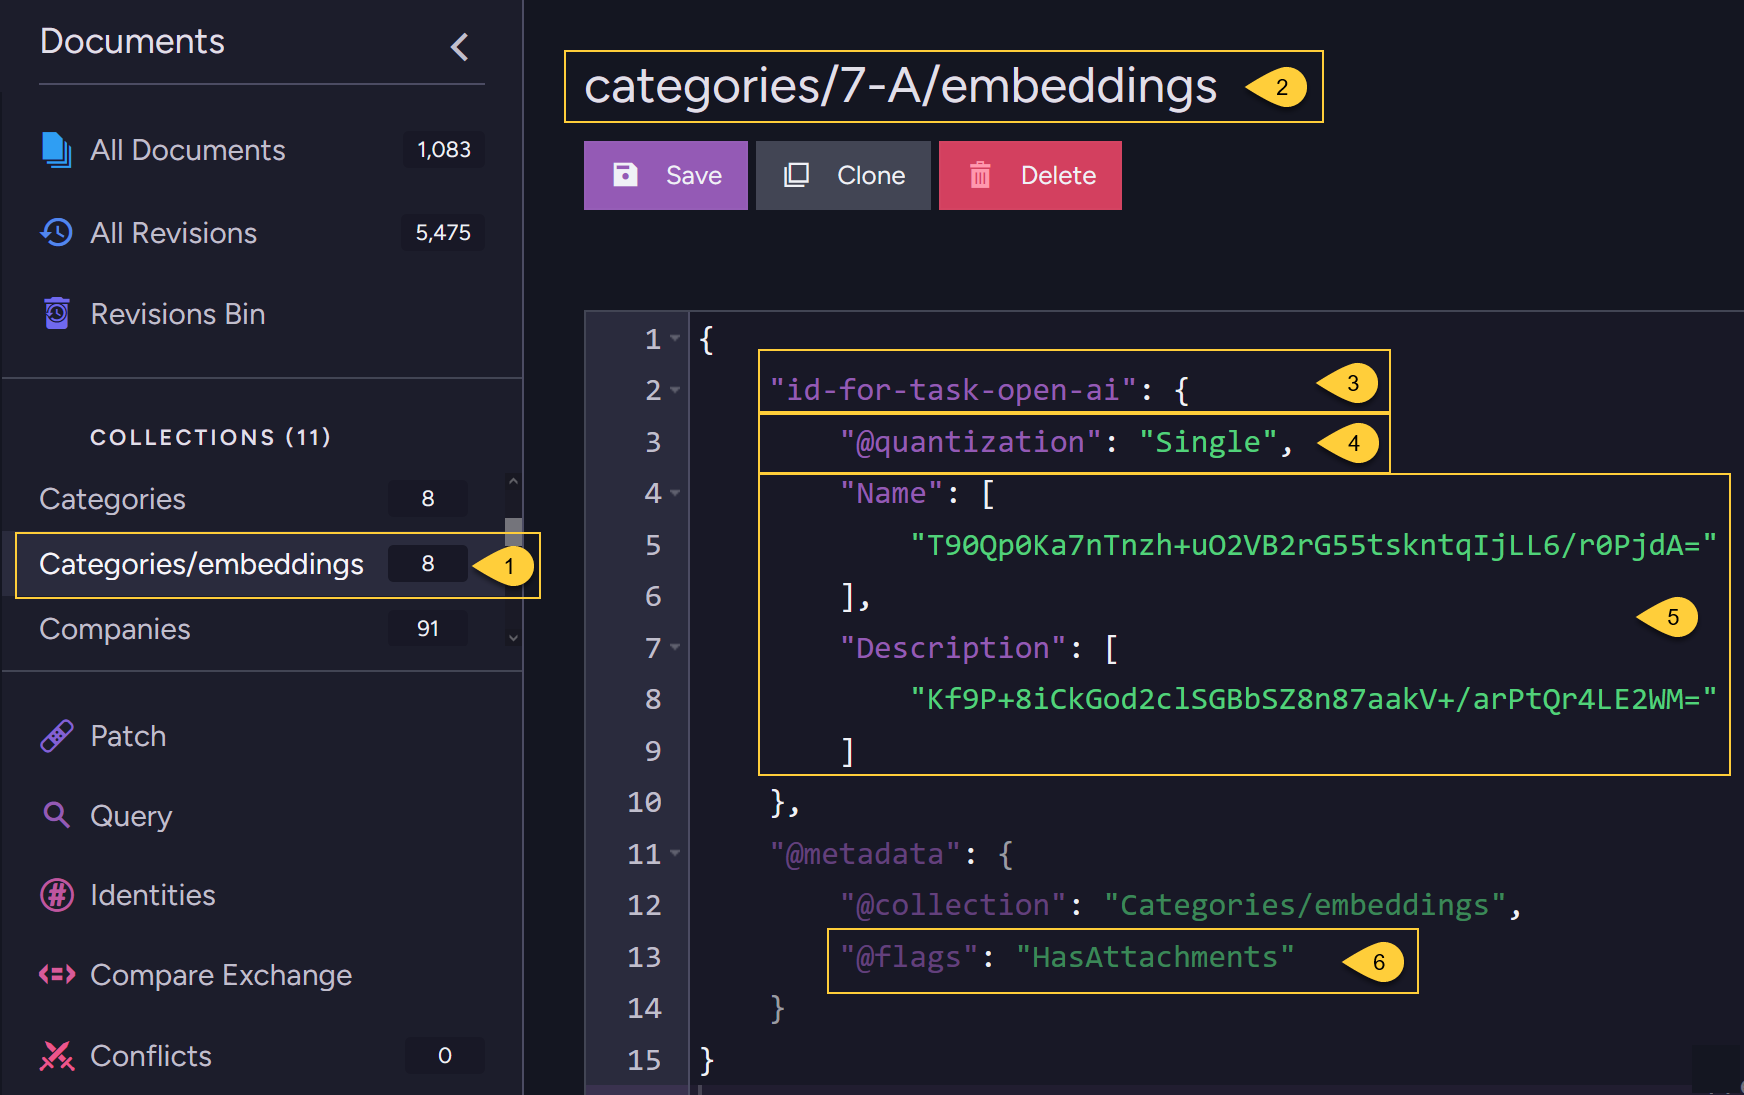 Documents
All Documents 1,083
All Revisions 5,475
Revisions Bin
COLLECTIONS (11)
Categories 8
Categories/embeddings 8 1
Companies 91
Patch
Query
Identities
Compare Exchange
Conflicts 0
categories/7-A/embeddings 2
Save Clone Delete
1 {
2 "id-for-task-open-ai": { 3
3 "@quantization": "Single", 4
4 "Name": [
5 "T90Qp0Ka7nTnzh+uO2VB2rG55tskntqIjLL6/r0PjdA="
6 ],
5
7 "Description": [
8 "Kf9P+8iCkGod2clSGBbSZ8n87aakV+/arPtQr4LE2WM="
9 ]
10 },
11 "@metadata": {
12 "@collection": "Categories/embeddings",
13 "@flags": "HasAttachments" 6
14 }
15 }